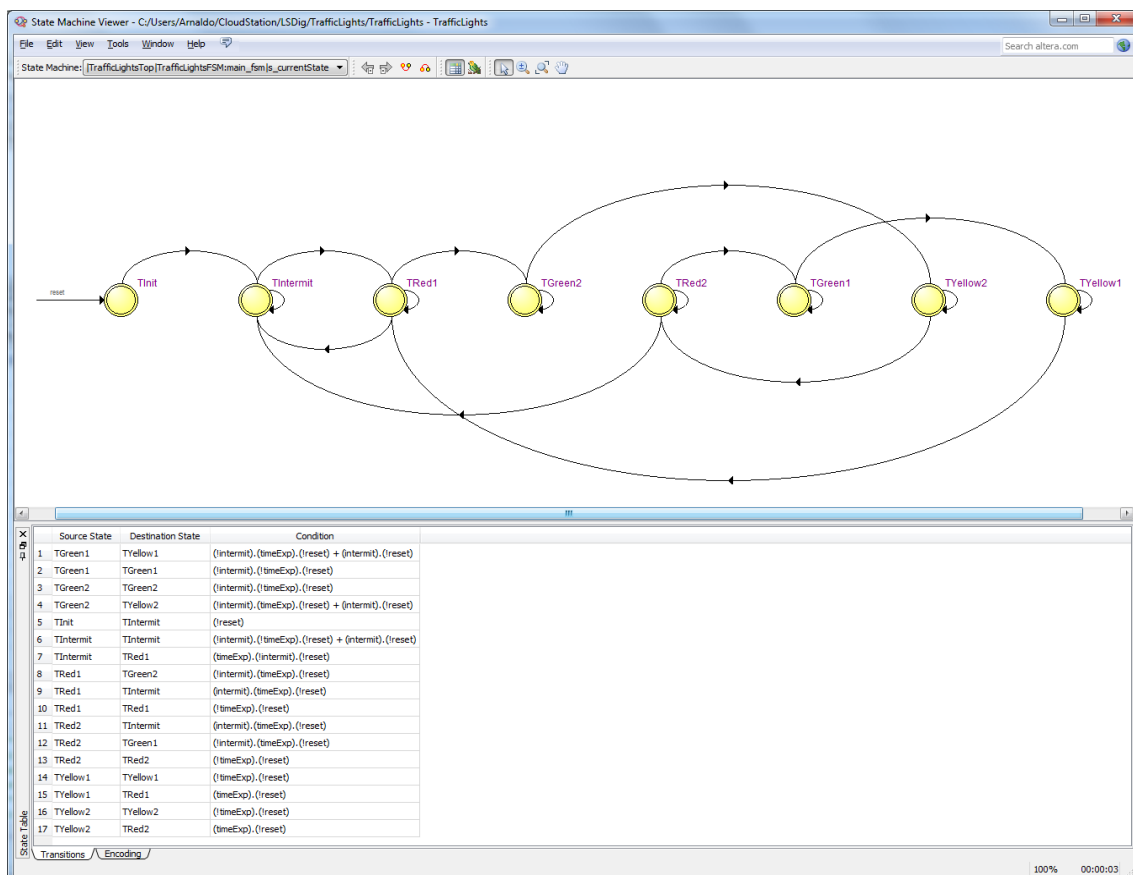 State Machine Viewer - C:/Users/Arnaldo/CloudStation/LSDig/TrafficLights/TrafficLights - TrafficLights
File Edit View Tools Window Help Search altera.com
State Machine: |TrafficLightsTop|TrafficLightsFSM:main_fsm|s_currentState
reset TInit TIntermit TRed1 TGreen2 TRed2 TGreen1 TYellow2 TYellow1
Source State Destination State Condition
1 TGreen1 TYellow1 (!intermit).(timeExp).(!reset) + (intermit).(!reset)
2 TGreen1 TGreen1 (!intermit).(!timeExp).(!reset)
3 TGreen2 TGreen2 (!intermit).(!timeExp).(!reset)
4 TGreen2 TYellow2 (!intermit).(timeExp).(!reset) + (intermit).(!reset)
5 TInit TIntermit (!reset)
6 TIntermit TIntermit (!intermit).(!timeExp).(!reset) + (intermit).(!reset)
7 TIntermit TRed1 (timeExp).(!intermit).(!reset)
8 TRed1 TGreen2 (!intermit).(timeExp).(!reset)
9 TRed1 TIntermit (intermit).(timeExp).(!reset)
10 TRed1 TRed1 (!timeExp).(!reset)
11 TRed2 TIntermit (intermit).(timeExp).(!reset)
12 TRed2 TGreen1 (!intermit).(timeExp).(!reset)
13 TRed2 TRed2 (!timeExp).(!reset)
14 TYellow1 TYellow1 (!timeExp).(!reset)
15 TYellow1 TRed1 (timeExp).(!reset)
16 TYellow2 TYellow2 (!timeExp).(!reset)
17 TYellow2 TRed2 (timeExp).(!reset)
State Table
Transitions Encoding
100% 00:00:03